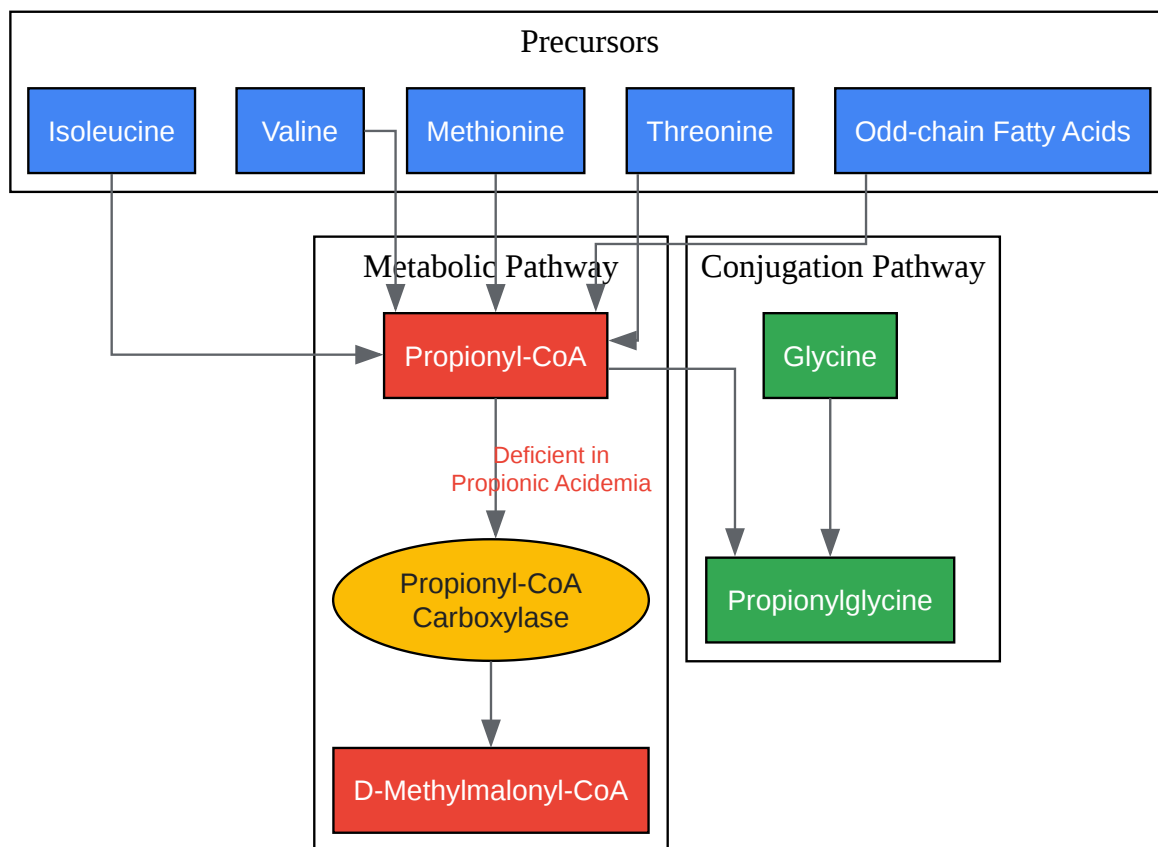 Precursors
Isoleucine
Valine
Methionine
Threonine
Odd-chain Fatty Acids
Metabolic Pathway
Conjugation Pathway
Propionyl-CoA
Glycine
Deficient in
Propionic Acidemia
Propionyl-CoA
Carboxylase
Propionylglycine
D-Methylmalonyl-CoA